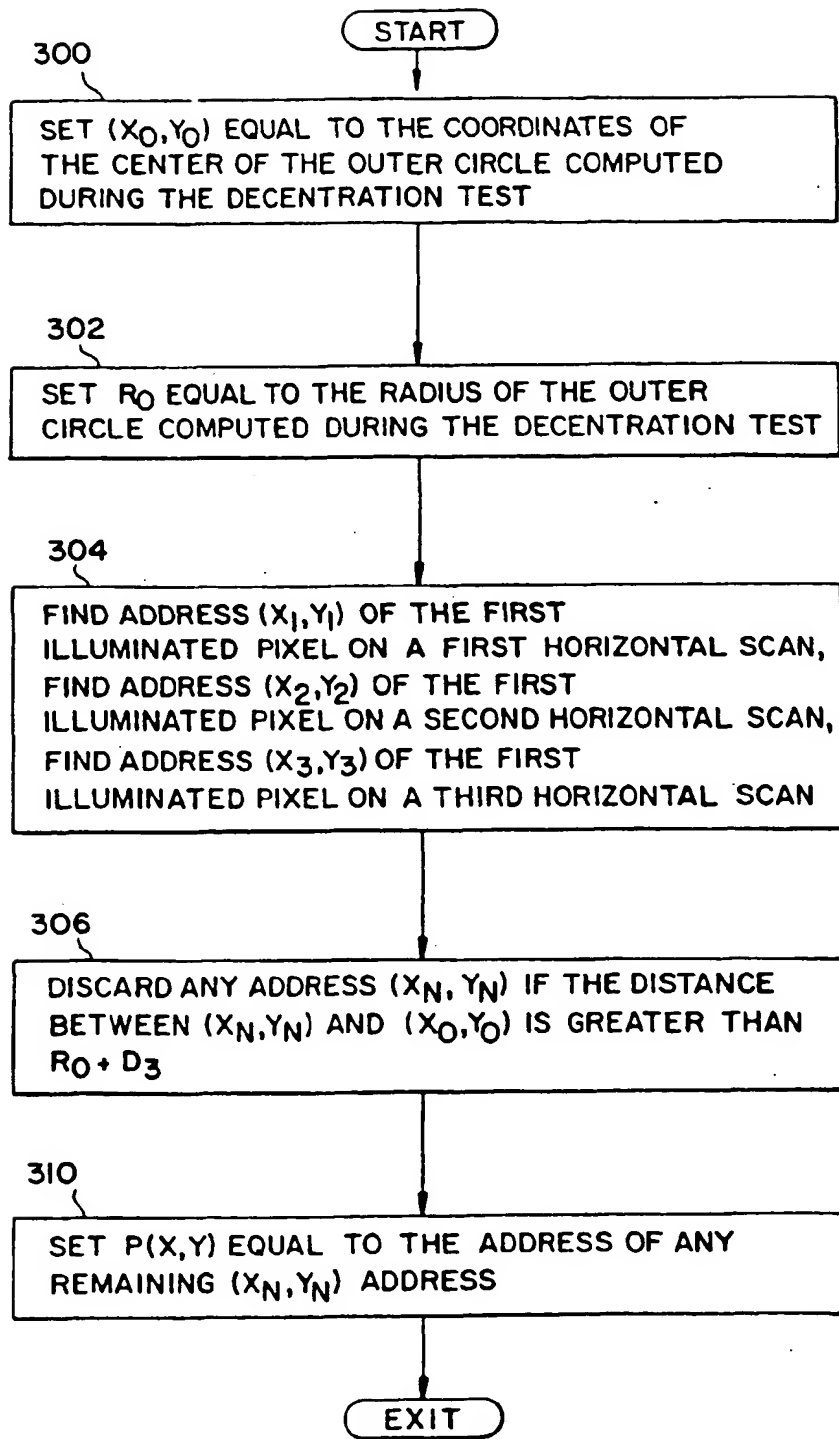 START
300
SET (X0,Y0) EQUAL TO THE COORDINATES OF
THE CENTER OF THE OUTER CIRCLE COMPUTED
DURING THE DECENTRATION TEST
302
SET R0 EQUAL TO THE RADIUS OF THE OUTER
CIRCLE COMPUTED DURING THE DECENTRATION TEST
304
FIND ADDRESS (X1,Y1) OF THE FIRST
ILLUMINATED PIXEL ON A FIRST HORIZONTAL SCAN,
FIND ADDRESS (X2,Y2) OF THE FIRST
ILLUMINATED PIXEL ON A SECOND HORIZONTAL SCAN,
FIND ADDRESS (X3,Y3) OF THE FIRST
ILLUMINATED PIXEL ON A THIRD HORIZONTAL SCAN
306
DISCARD ANY ADDRESS (XN, YN) IF THE DISTANCE
BETWEEN (XN,YN) AND (X0,Y0) IS GREATER THAN
R0 + D3
310
SET P(X,Y) EQUAL TO THE ADDRESS OF ANY
REMAINING (XN,YN) ADDRESS
EXIT